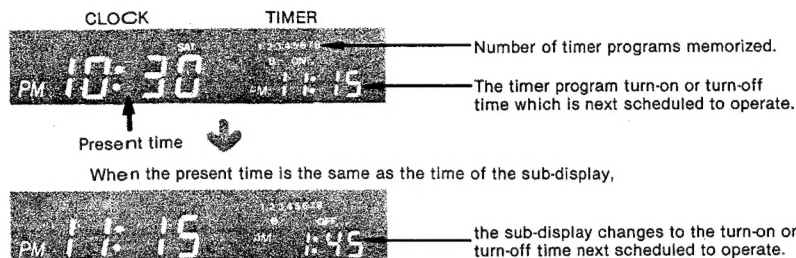 CLOCK TIMER
SAT 12345678
B ON
PM 10:30 PM 11:15
Number of timer programs memorized.
The timer program turn-on or turn-off
time which is next scheduled to operate.
Present time
When the present time is the same as the time of the sub-display,
12345678
OFF
PM 11:15 AM 1:45
the sub-display changes to the turn-on or
turn-off time next scheduled to operate.